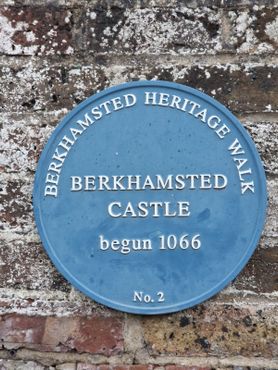 BERKHAMSTED HERITAGE WALK
BERKHAMSTED
CASTLE
begun 1066
No. 2